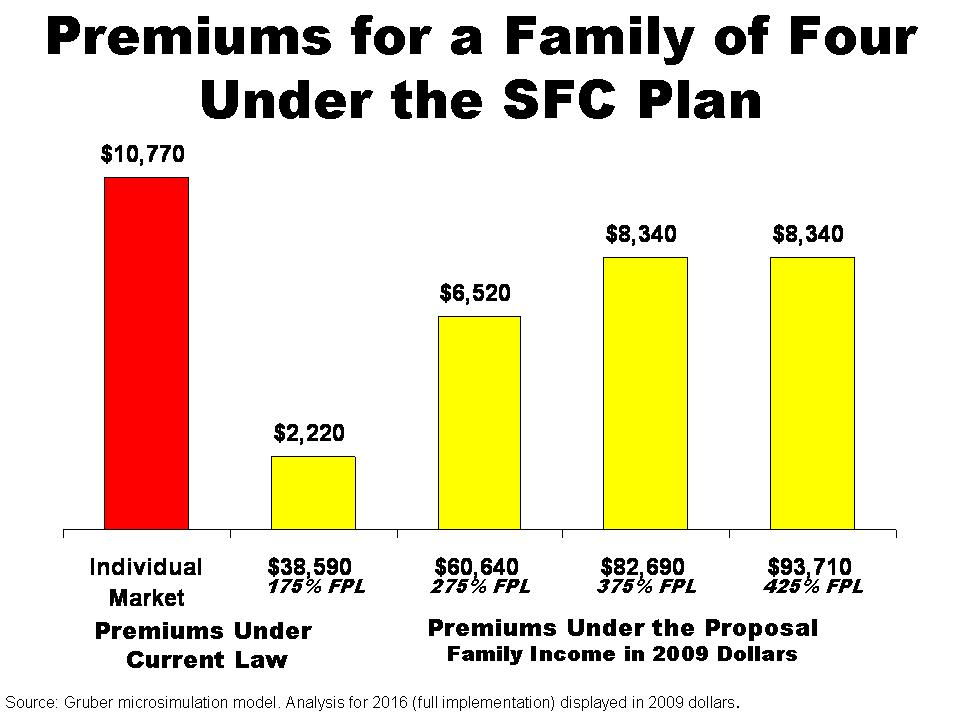 Premiums for a Family of Four
Under the SFC Plan
$10,770
$8,340
$8,340
$6,520
$2,220
Individual
Market
$38,590
175% FPL
$60,640
275% FPL
$82,690
375% FPL
$93,710
425% FPL
Premiums Under
Current Law
Premiums Under the Proposal
Family Income in 2009 Dollars
Source: Gruber microsimulation model. Analysis for 2016 (full implementation) displayed in 2009 dollars.